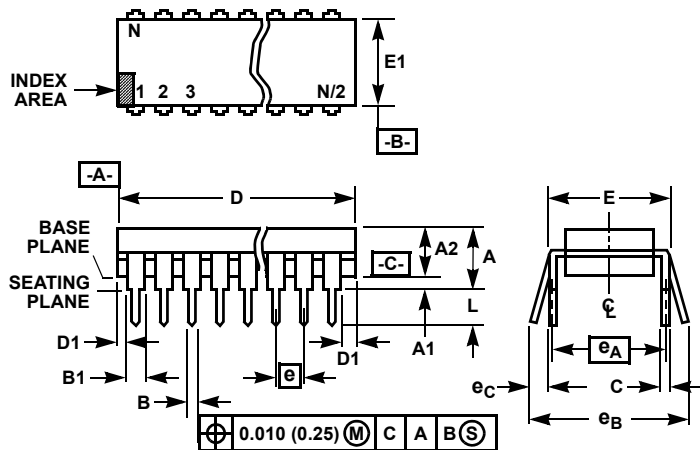 N
E1
INDEX
AREA
1 2 3 N/2
-B-
-A-
D
E
BASE
PLANE
A2
A
-C-
SEATING
PLANE
L
C
L
D1
A1
D1
eA
B1
e
eC
C
B
eB
0.010 (0.25) M C A B S